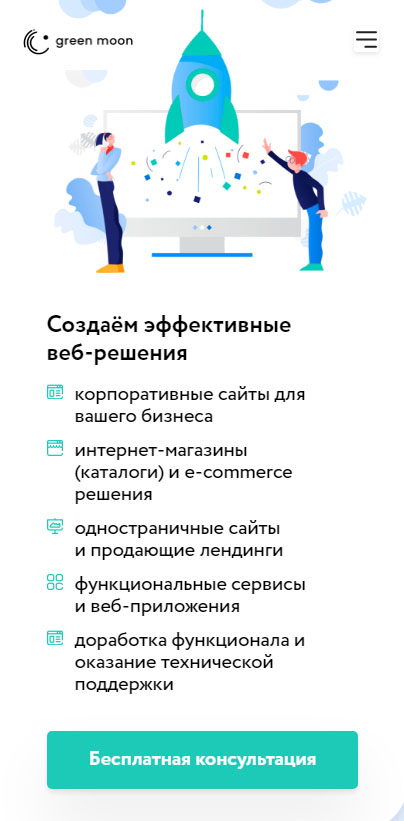 green moon
Создаём эффективные
веб-решения
корпоративные сайты для
вашего бизнеса
интернет-магазины
(каталоги) и e-commerce
решения
одностраничные сайты
и продающие лендинги
функциональные сервисы
и веб-приложения
доработка функционала и
оказание технической
поддержки
Бесплатная консультация